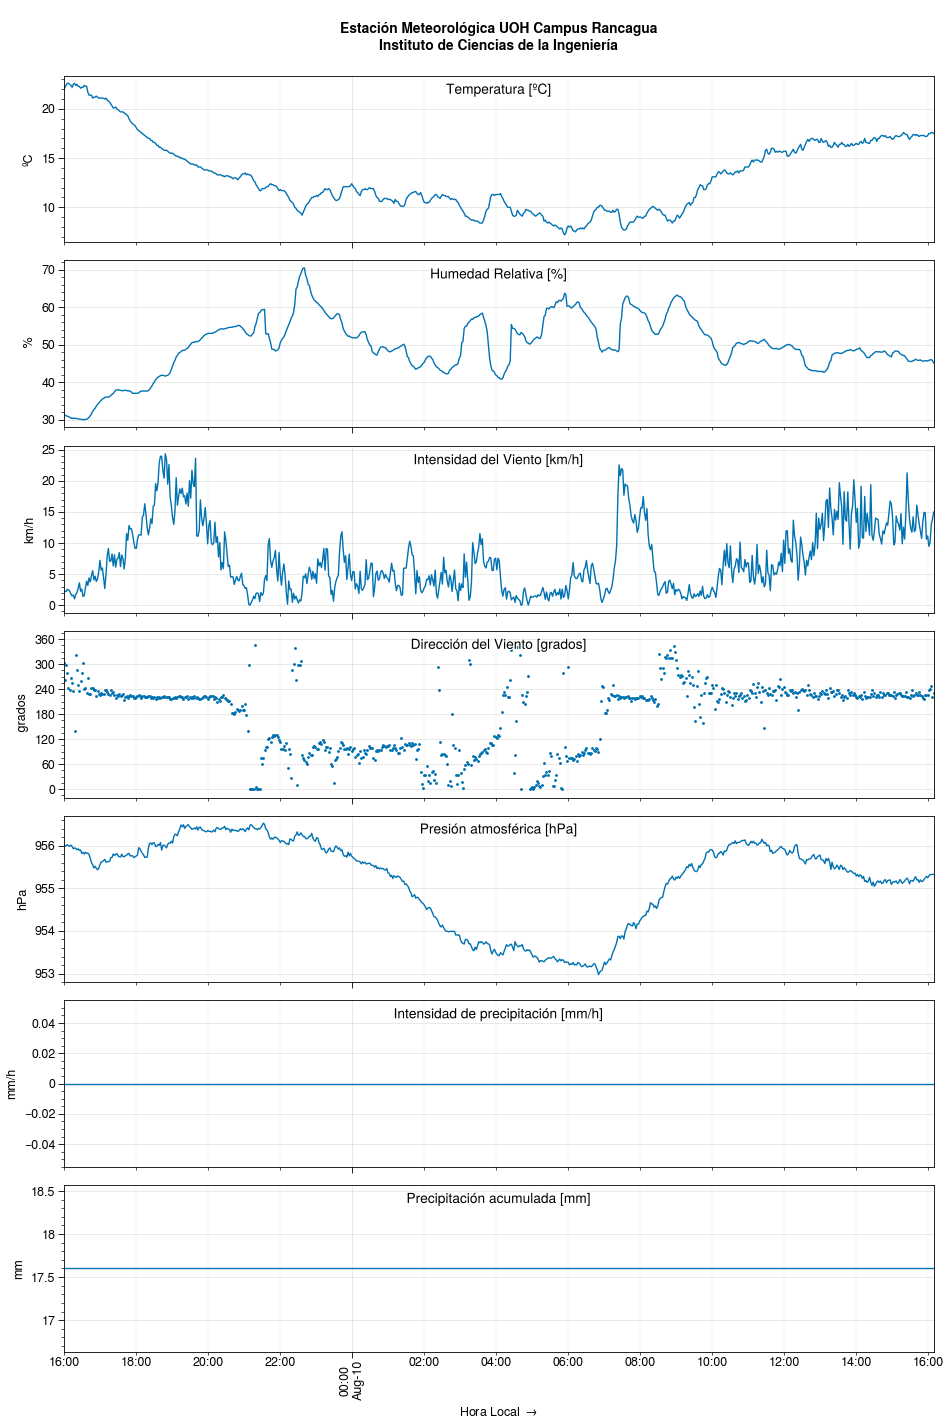 Estación Meteorológica UOH Campus Rancagua
Instituto de Ciencias de la Ingeniería
Temperatura [ºC]
ºC
20
15
10
Humedad Relativa [%]
%
70
60
50
40
30
Intensidad del Viento [km/h]
km/h
25
20
15
10
5
0
Dirección del Viento [grados]
grados
360
300
240
180
120
60
0
Presión atmosférica [hPa]
hPa
956
955
954
953
Intensidad de precipitación [mm/h]
mm/h
0.04
0.02
0
−0.02
−0.04
Precipitación acumulada [mm]
mm
18.5
18
17.5
17
16:00 18:00 20:00 22:00 00:00 02:00 04:00 06:00 08:00 10:00 12:00 14:00 16:00
Aug-10
Hora Local →